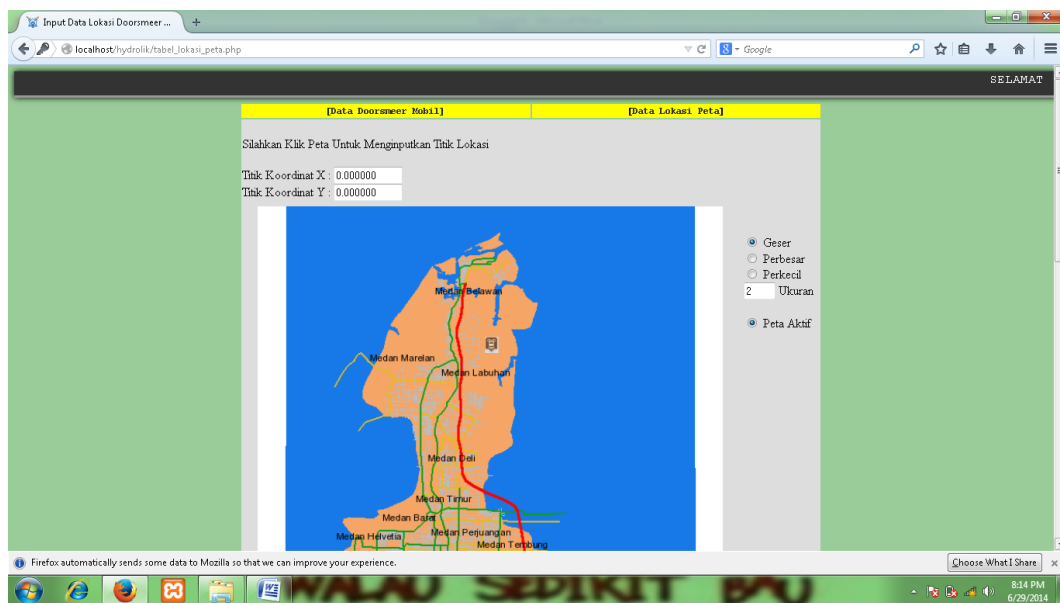 Input Data Lokasi Doorsmeer ...
localhost/hydrolik/tabel_lokasi_peta.php
Google
SELAMAT
[Data Doorsmeer Mobil] [Data Lokasi Peta]
Silahkan Klik Peta Untuk Menginputkan Titik Lokasi
Titik Koordinat X : 0.000000
Titik Koordinat Y : 0.000000
Geser
Perbesar
Perkecil
2 Ukuran
Peta Aktif
Medan Belawan
Medan Marelan
Medan Labuhan
Medan Deli
Medan Timur
Medan Barat
Medan Helvetia
Medan Perjuangan
Medan Tembung
Firefox automatically sends some data to Mozilla so that we can improve your experience.
Choose What I Share
WALAU SEDIKIT
8:14 PM
6/29/2014